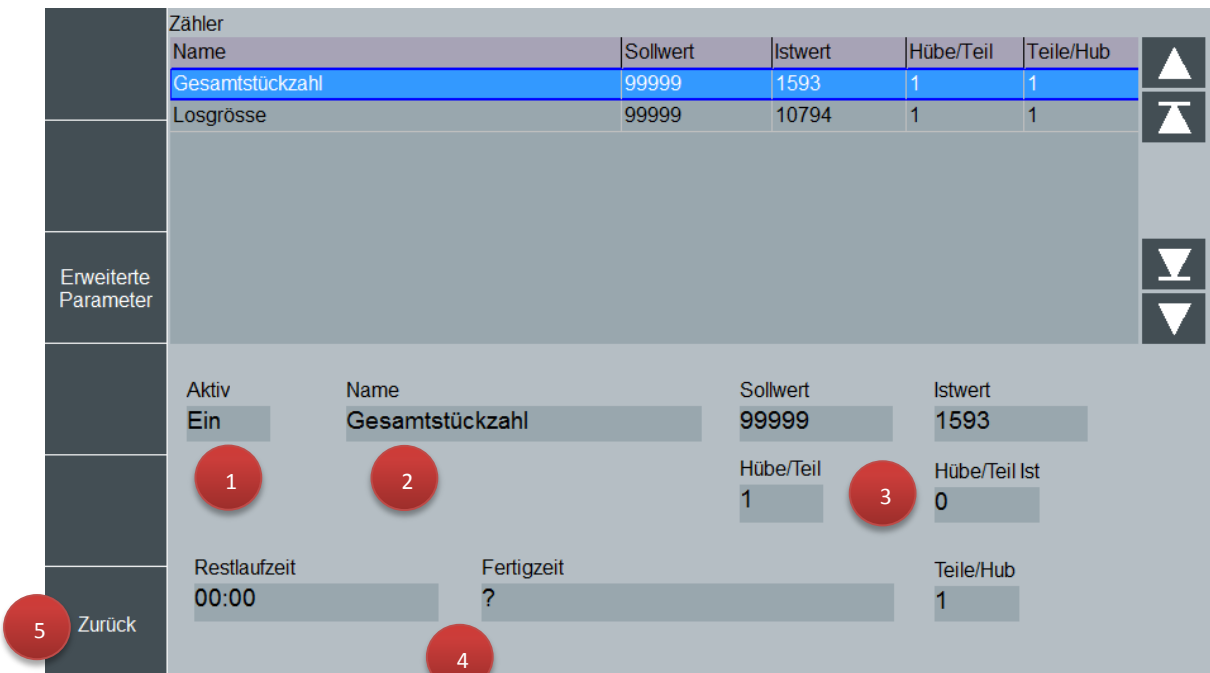 Zähler
Name Sollwert Istwert Hübe/Teil Teile/Hub
Gesamtstückzahl 99999 1593 1 1
Losgrösse 99999 10794 1 1
Erweiterte
Parameter
Aktiv Name Sollwert Istwert
Ein Gesamtstückzahl 99999 1593
1 2 Hübe/Teil 3 Hübe/Teil Ist
1 0
Restlaufzeit Fertigzeit Teile/Hub
00:00 ? 1
5 Zurück
4